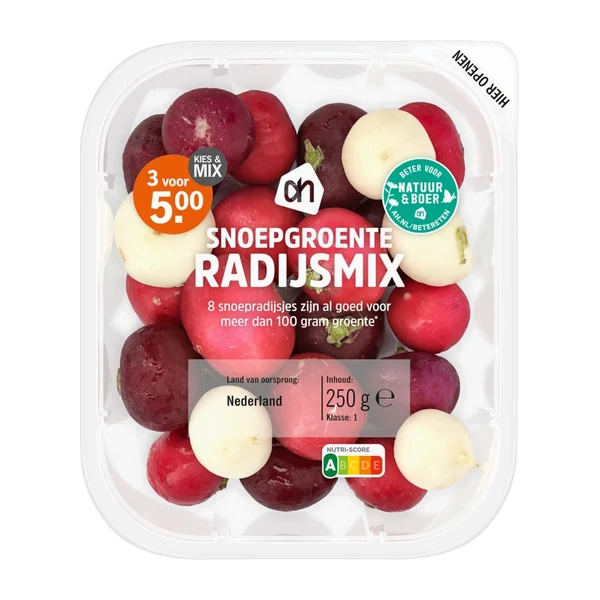 HIER OPENEN
KIES &
MIX
3 voor
5.00
ah
BETER VOOR
NATUUR
& BOER
ah
AH.NL/BETERETEN
SNOEPGROENTE
RADIJSMIX
8 snoepradijsjes zijn al goed voor
meer dan 100 gram groente*
Land van oorsprong:
Nederland
Inhoud:
250 g ℮
Klasse: 1
NUTRI-SCORE
A B C D E